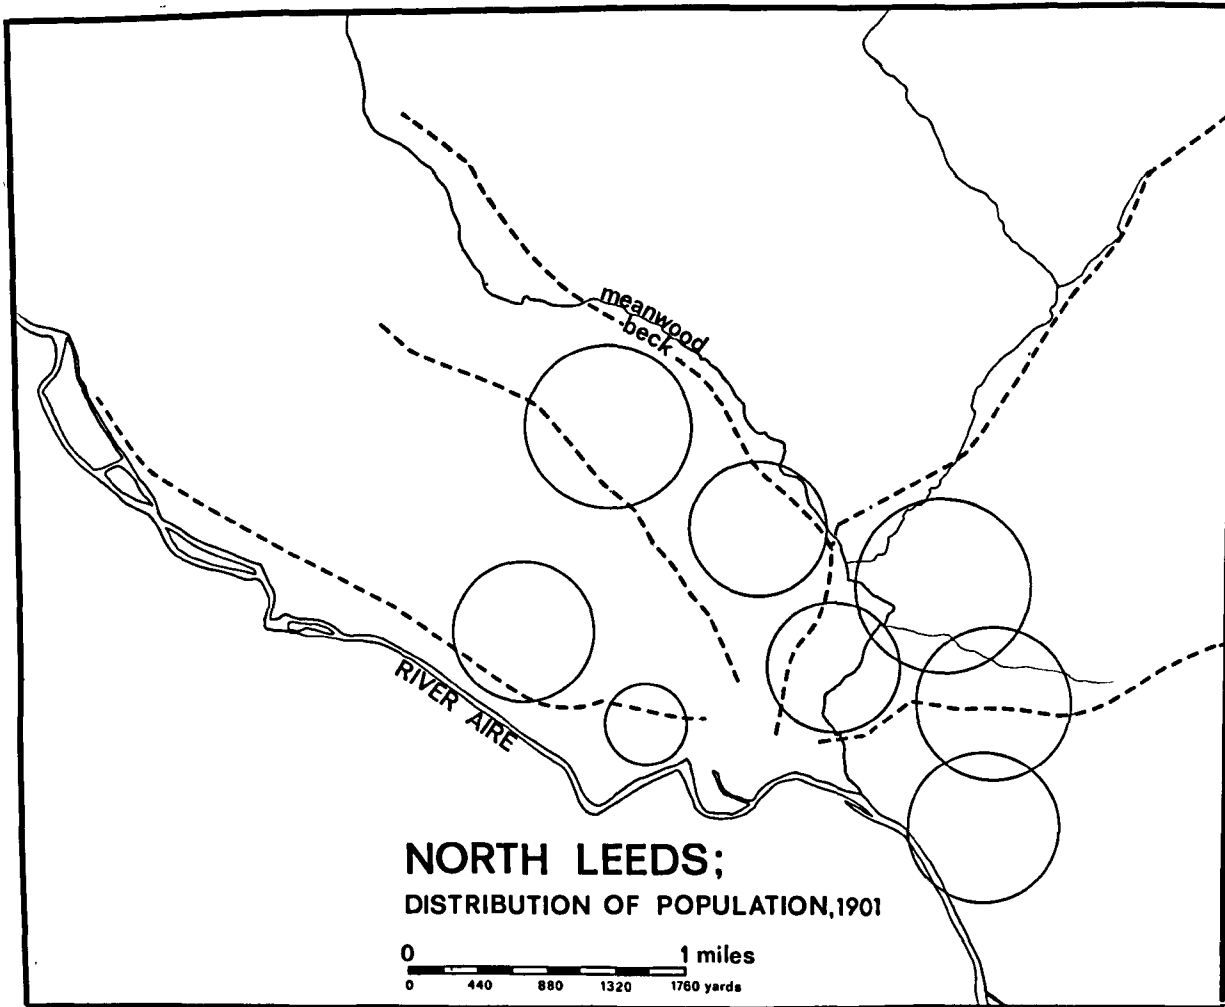 meanwood
beck
RIVER AIRE
NORTH LEEDS;
DISTRIBUTION OF POPULATION,1901
0 1 miles
0 440 880 1320 1760 yards